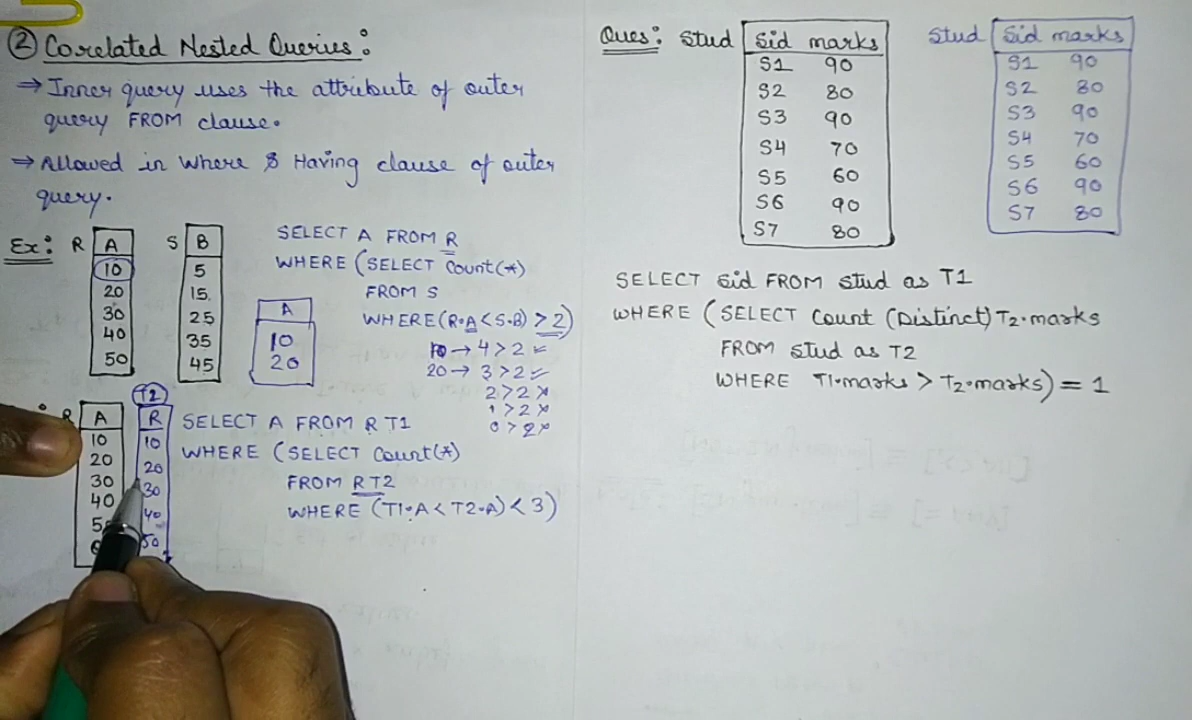 ② Corelated Nested Queries :
⇒ Inner query uses the attribute of outer
query FROM clause.
⇒ Allowed in Where & Having clause of outer
query.
Ex: R A
10
20
30
40
50
S B
5
15
25
35
45
SELECT A FROM R
WHERE (SELECT Count(*)
FROM S
WHERE (R.A < S.B) > 2)
10 → 4 > 2 ✓
20 → 3 > 2 ✓
2 > 2 ×
1 > 2 ×
0 > 2 ×
A
10
20
R A
10
20
30
40
T2
R
10
20
30
40
50
SELECT A FROM R T1
WHERE (SELECT Count(*)
FROM R T2
WHERE (T1.A < T2.A) < 3)
Ques: Stud Sid marks
S1 90
S2 80
S3 90
S4 70
S5 60
S6 90
S7 80
Stud Sid marks
S1 90
S2 80
S3 90
S4 70
S5 60
S6 90
S7 80
SELECT Sid FROM Stud as T1
WHERE (SELECT Count (Distinct) T2.marks
FROM Stud as T2
WHERE T1.marks > T2.marks) = 1